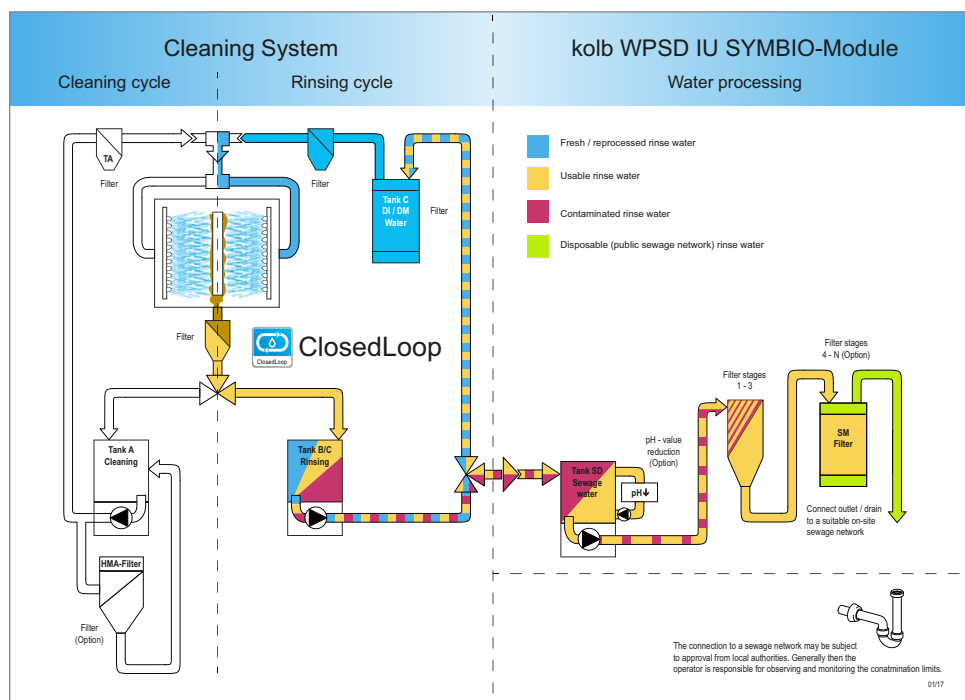 Cleaning System
kolb WPSD IU SYMBIO-Module
Cleaning cycle
Rinsing cycle
Water processing
TA
Filter
Filter
Tank C
DI / DM
Water
Filter
Fresh / reprocessed rinse water
Usable rinse water
Contaminated rinse water
Disposable (public sewage network) rinse water
Filter
ClosedLoop
ClosedLoop
Tank A
Cleaning
Tank B/C
Rinsing
HMA-Filter
Filter
(Option)
Tank SD
Sewage
water
pH - value
reduction
(Option)
pH
Filter stages
1 - 3
Filter stages
4 - N (Option)
SM
Filter
Connect outlet / drain
to a suitable on-site
sewage network
The connection to a sewage network may be subject
to approval from local authorities. Generally then the
operator is responsible for observing and monitoring the conatmination limits.
01/17